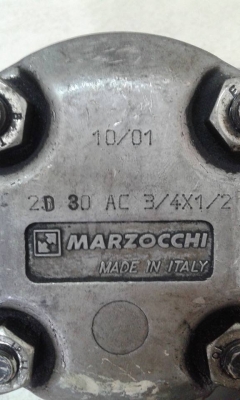 10/01
2D 30 AC 3/4X1/2
MARZOCCHI
MADE IN ITALY